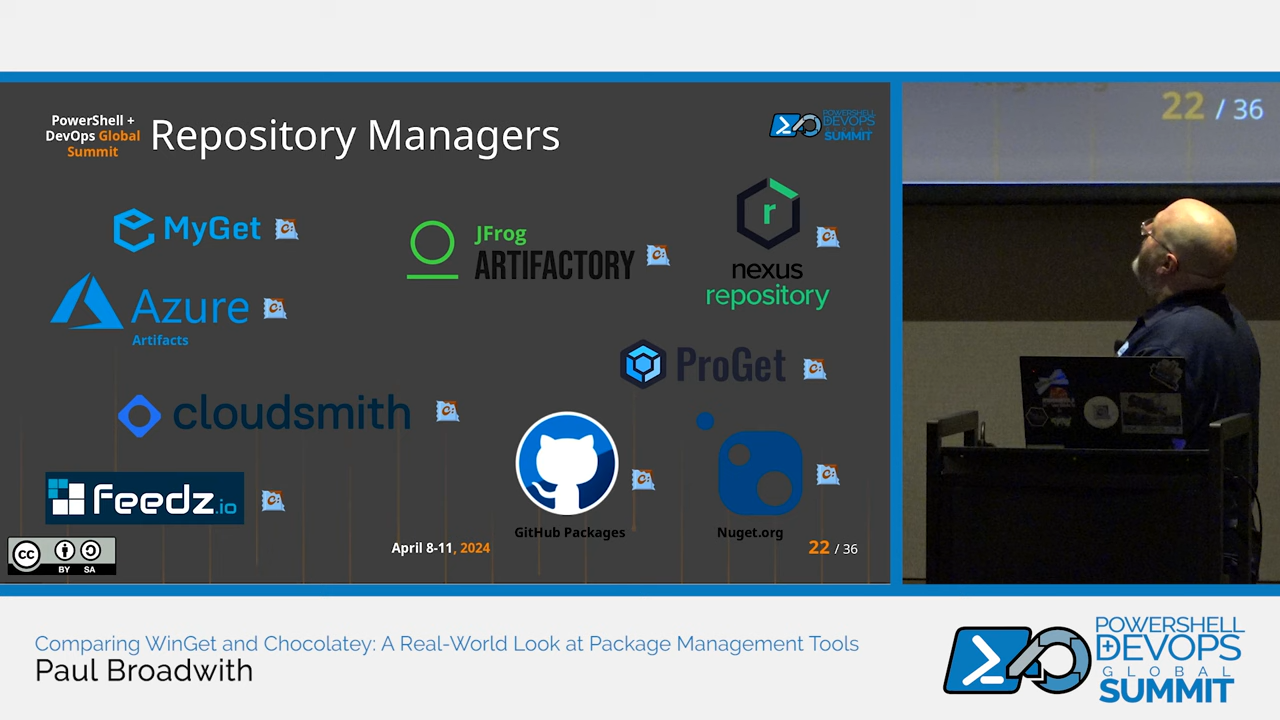 PowerShell +
DevOps Global
Summit
Repository Managers
POWERSHELL
DEVOPS
GLOBAL
SUMMIT
22 / 36
MyGet
JFrog
ARTIFACTORY
r
nexus
repository
Azure
Artifacts
ProGet
cloudsmith
feedz.io
GitHub Packages
Nuget.org
cc
BY SA
April 8-11, 2024
22 / 36
Comparing WinGet and Chocolatey: A Real-World Look at Package Management Tools
Paul Broadwith
POWERSHELL
DEVOPS
GLOBAL
SUMMIT